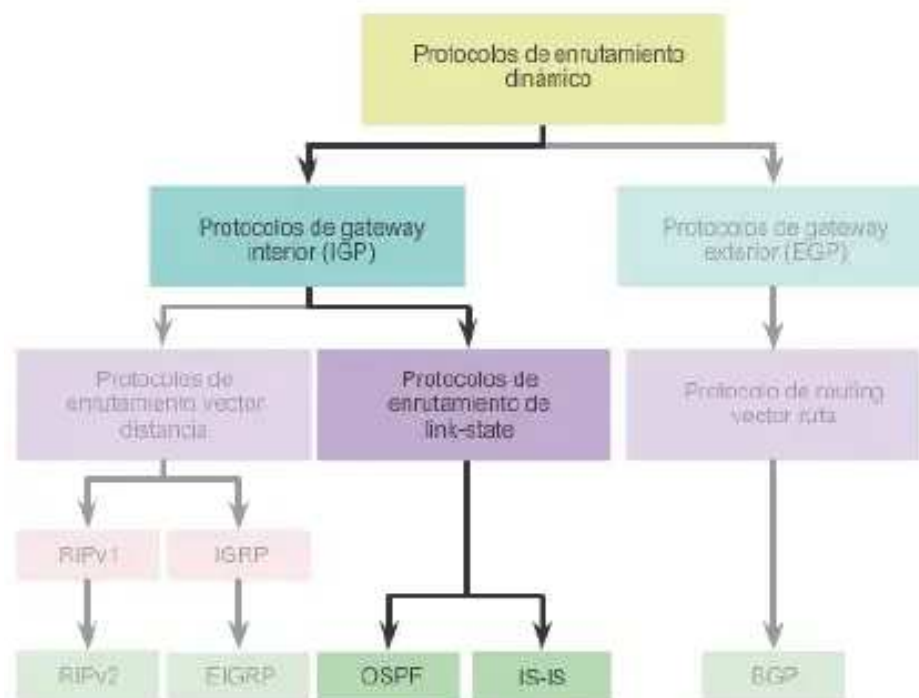 Protocolos de enrutamiento
dinámico
Protocolos de gateway
interior (IGP)
Protocolos de gateway
exterior (EGP)
Protocolos de
enrutamiento vector
distancia
Protocolos de
enrutamiento de
link-state
Protocolo de routing
vector ruta
RIPv1
IGRP
RIPv2
EIGRP
OSPF
IS-IS
BGP